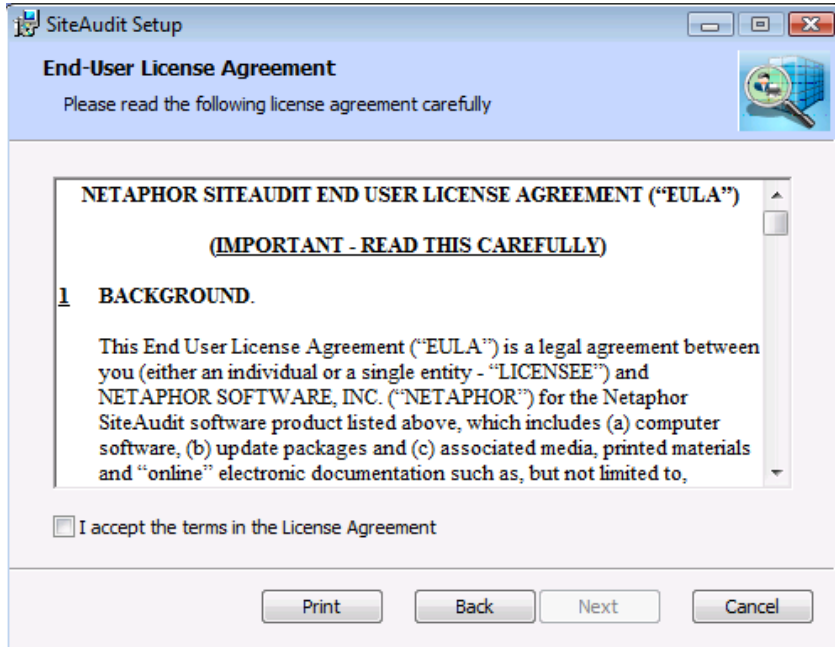 SiteAudit Setup
End-User License Agreement
Please read the following license agreement carefully
NETAPHOR SITEAUDIT END USER LICENSE AGREEMENT (“EULA”)
(IMPORTANT - READ THIS CAREFULLY)
1 BACKGROUND.
This End User License Agreement (“EULA”) is a legal agreement between
you (either an individual or a single entity - “LICENSEE”) and
NETAPHOR SOFTWARE, INC. (“NETAPHOR”) for the Netaphor
SiteAudit software product listed above, which includes (a) computer
software, (b) update packages and (c) associated media, printed materials
and “online” electronic documentation such as, but not limited to,
I accept the terms in the License Agreement
Print Back Next Cancel